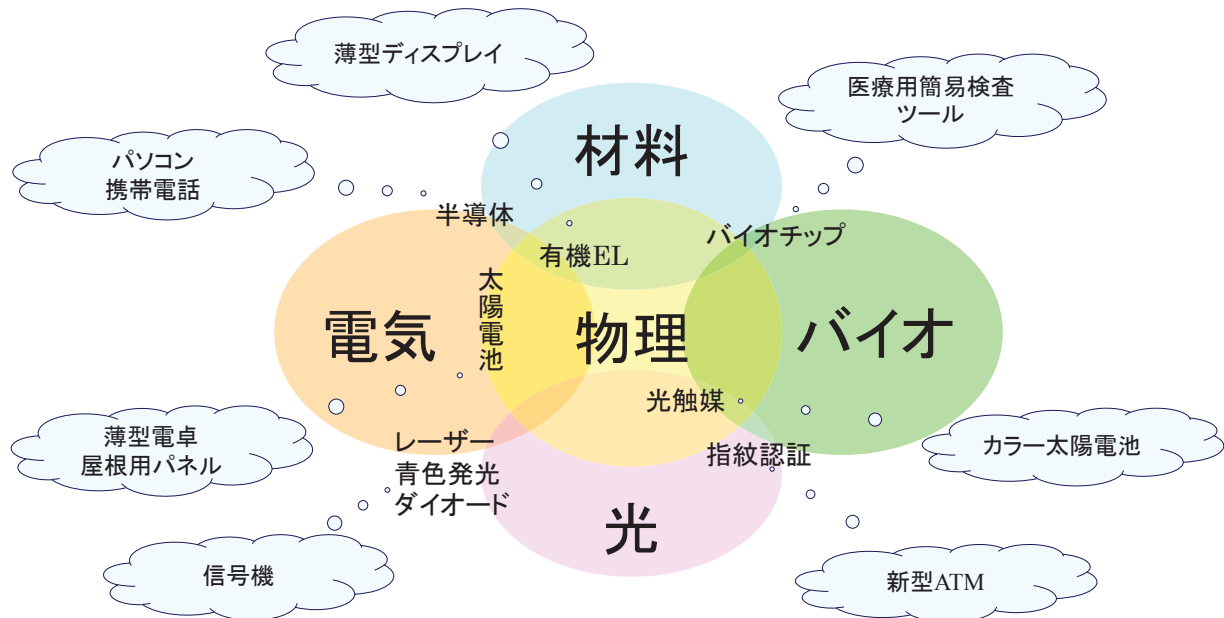 薄型ディスプレイ
医療用簡易検査
ツール
パソコン
携帯電話
材料
半導体
バイオチップ
有機EL
太陽電池
電気
物理
バイオ
光触媒
薄型電卓
屋根用パネル
レーザー
青色発光
ダイオード
指紋認証
カラー太陽電池
光
信号機
新型ATM